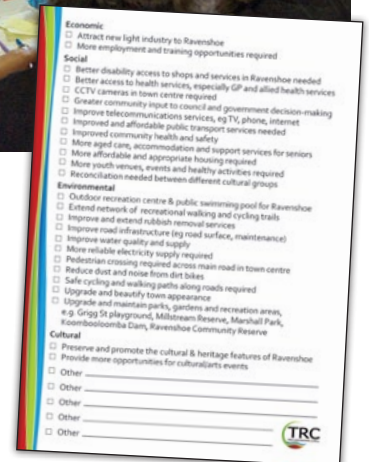 Economic
☐ Attract new light industry to Ravenshoe
☐ More employment and training opportunities required
Social
☐ Better disability access to shops and services in Ravenshoe needed
☐ Better access to health services, especially GP and allied health services
☐ CCTV cameras in town centre required
☐ Greater community input to council and government decision-making
☐ Improve telecommunications services, eg TV, phone, internet
☐ Improved and affordable public transport services needed
☐ Improved community health and safety
☐ More aged care, accommodation and support services for seniors
☐ More affordable and appropriate housing required
☐ More youth venues, events and healthy activities required
☐ Reconciliation needed between different cultural groups
Environmental
☐ Outdoor recreation centre & public swimming pool for Ravenshoe
☐ Extend network of recreational walking and cycling trails
☐ Improve and extend rubbish removal services
☐ Improve road infrastructure (eg road surface, maintenance)
☐ Improve water quality and supply
☐ More reliable electricity supply required
☐ Pedestrian crossing required across main road in town centre
☐ Reduce dust and noise from dirt bikes
☐ Safe cycling and walking paths along roads required
☐ Upgrade and beautify town appearance
☐ Upgrade and maintain parks, gardens and recreation areas,
e.g. Grigg St playground, Millstream Reserve, Marshall Park,
Koombooloomba Dam, Ravenshoe Community Reserve
Cultural
☐ Preserve and promote the cultural & heritage features of Ravenshoe
☐ Provide more opportunities for cultural/arts events
☐ Other
☐ Other
☐ Other
☐ Other
☐ Other
TRC